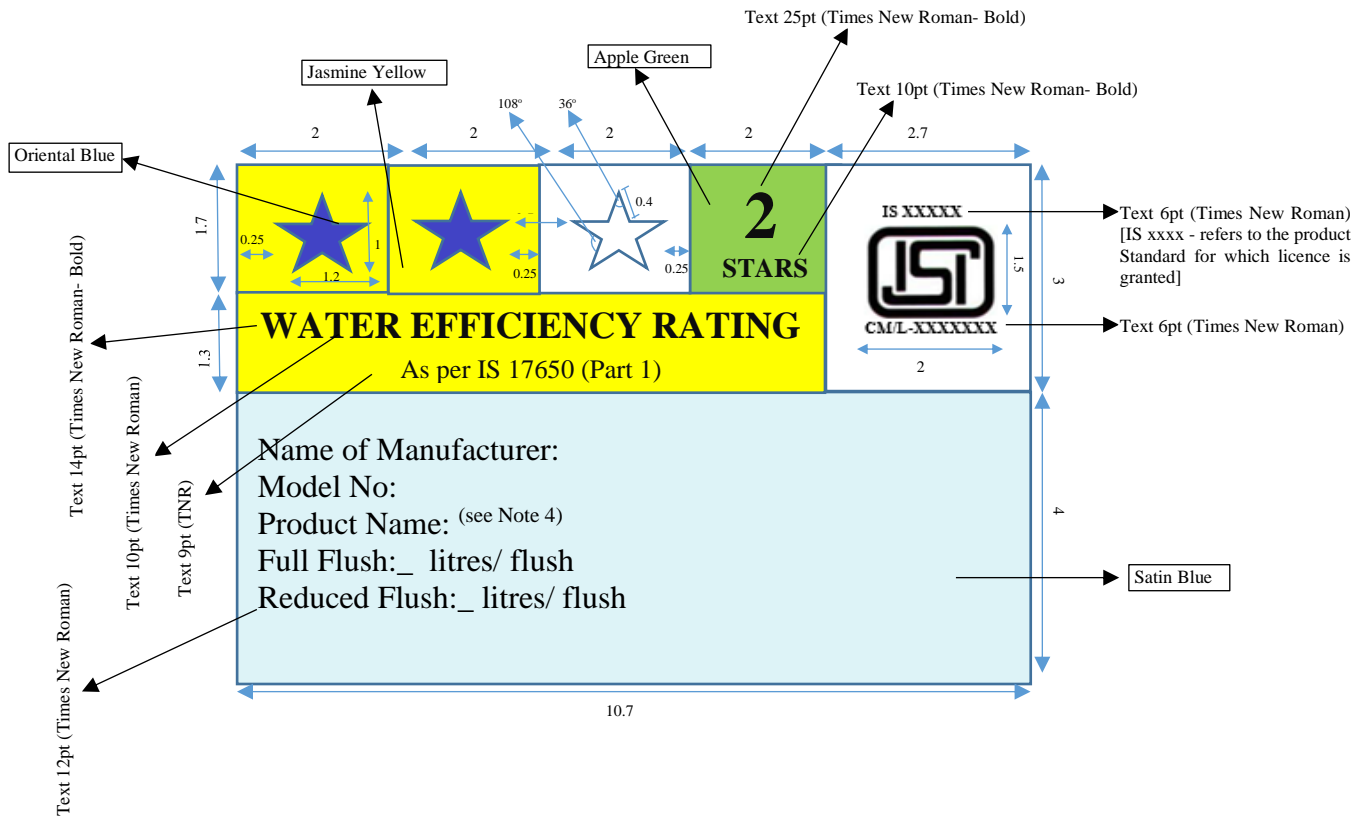 Text 25pt (Times New Roman- Bold)
Apple Green
Jasmine Yellow
Text 10pt (Times New Roman- Bold)
108º
36º
2
2
2
2
2.7
Oriental Blue
1.7
0.25
1
1.2
0.25
0.4
0.25
2
STARS
IS XXXXX
ISI
CM/L-XXXXXXX
1.5
2
3
Text 6pt (Times New Roman)
[IS xxxx - refers to the product
Standard for which licence is
granted]
Text 6pt (Times New Roman)
WATER EFFICIENCY RATING
As per IS 17650 (Part 1)
1.3
Text 14pt (Times New Roman- Bold)
Text 10pt (Times New Roman)
Text 9pt (TNR)
Name of Manufacturer:
Model No:
Product Name: (see Note 4)
Full Flush:_ litres/ flush
Reduced Flush:_ litres/ flush
4
Satin Blue
Text 12pt (Times New Roman)
10.7